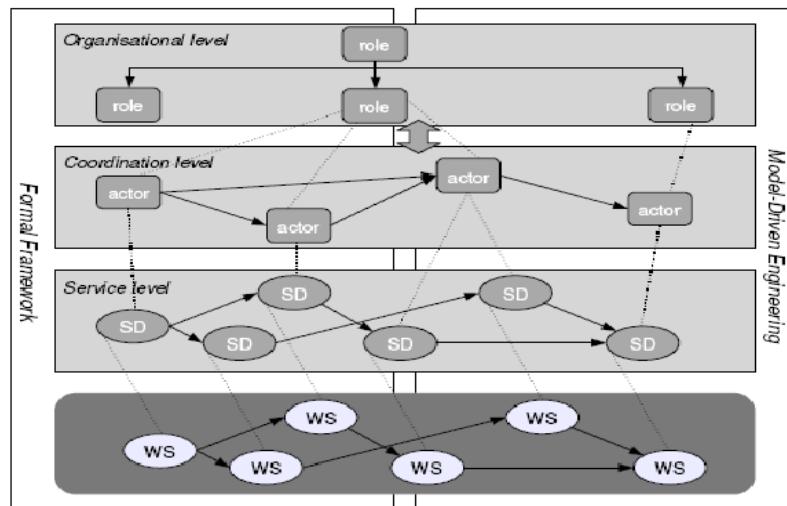 Organisational level
role
role
role
role
Coordination level
actor
actor
actor
actor
Service level
SD
SD
SD
SD
SD
SD
WS
WS
WS
WS
WS
WS
Formal Framework
Model-Driven Engineering